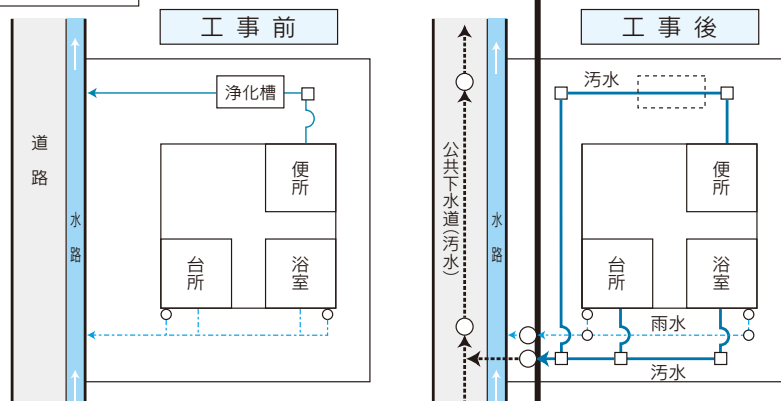 工事前
浄化槽
道路
便所
水路
台所
浴室
工事後
汚水
公共下水道(汚水)
便所
水路
台所
浴室
雨水
汚水